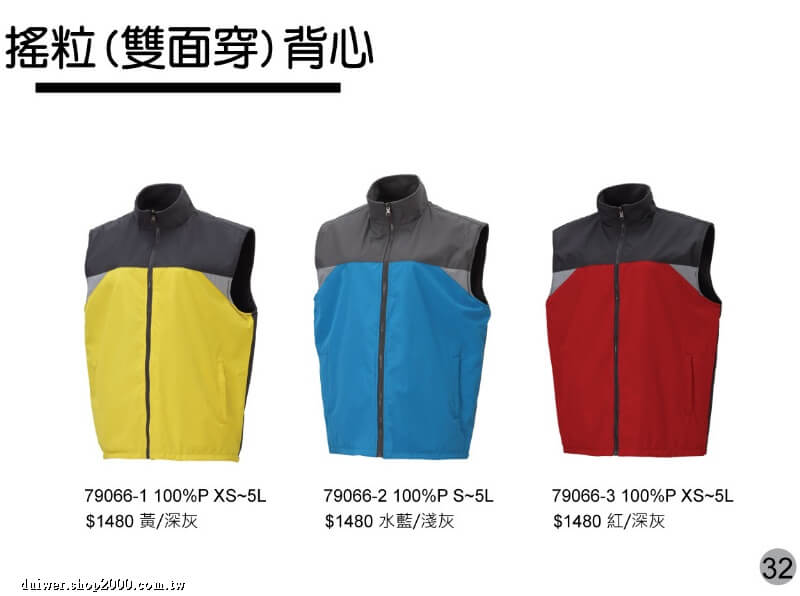 搖粒(雙面穿)背心
79066-1 100%P XS~5L
$1480 黃/深灰
79066-2 100%P S~5L
$1480 水藍/淺灰
79066-3 100%P XS~5L
$1480 紅/深灰
32
duiwer.shop2000.com.tw